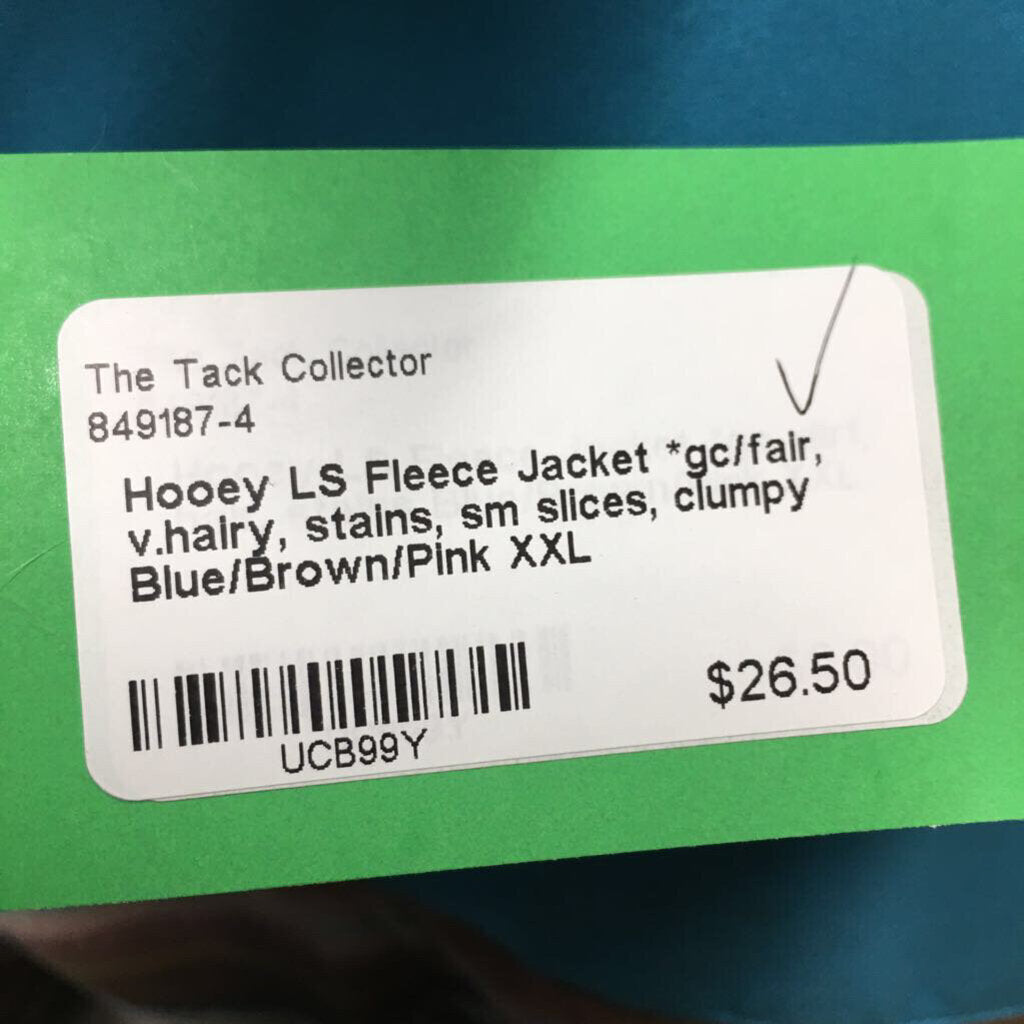 The Tack Collector
849187-4
Hooey LS Fleece Jacket *gc/fair,
v.hairy, stains, sm slices, clumpy
Blue/Brown/Pink XXL
UCB99Y
$26.50